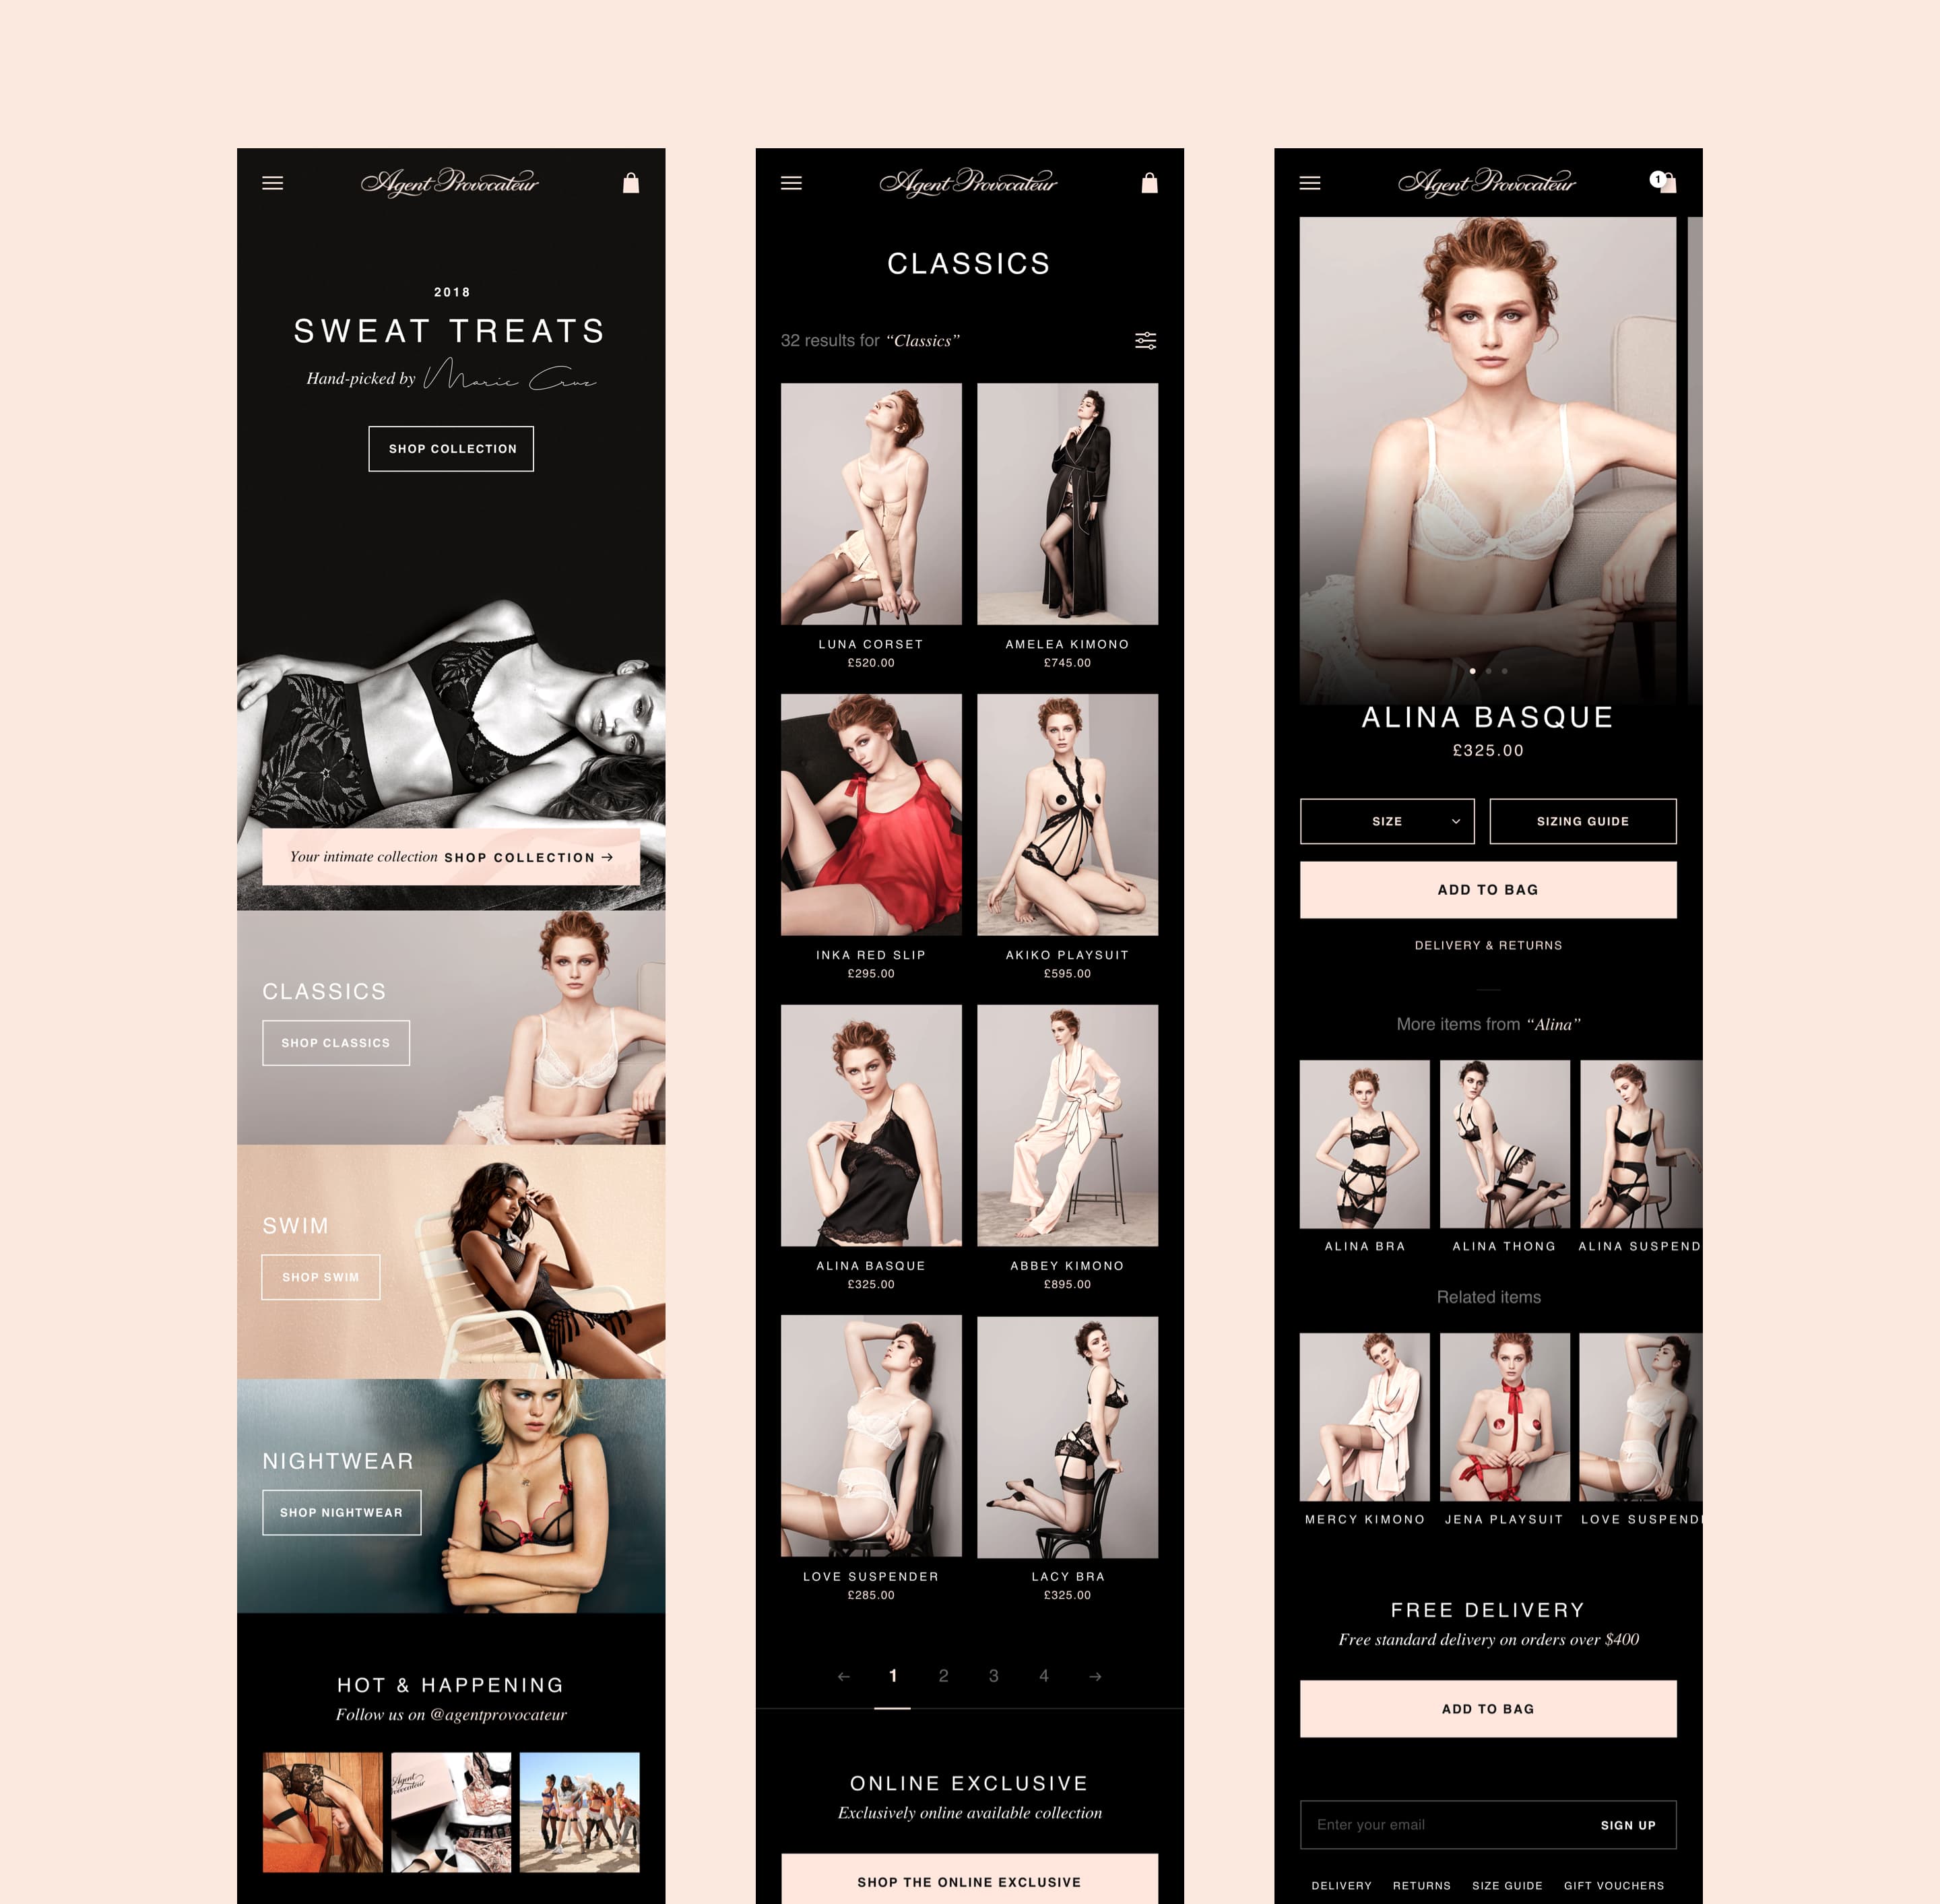 Agent Provocateur
2018
SWEAT TREATS
Hand-picked by Marie Cruz
SHOP COLLECTION
Your intimate collection SHOP COLLECTION →
CLASSICS
SHOP CLASSICS
SWIM
SHOP SWIM
NIGHTWEAR
SHOP NIGHTWEAR
HOT & HAPPENING
Follow us on @agentprovocateur
Agent Provocateur
Agent Provocateur
CLASSICS
32 results for “Classics”
LUNA CORSET
£520.00
AMELEA KIMONO
£745.00
INKA RED SLIP
£295.00
AKIKO PLAYSUIT
£595.00
ALINA BASQUE
£325.00
ABBEY KIMONO
£895.00
LOVE SUSPENDER
£285.00
LACY BRA
£325.00
← 1 2 3 4 →
ONLINE EXCLUSIVE
Exclusively online available collection
SHOP THE ONLINE EXCLUSIVE
Agent Provocateur
1
ALINA BASQUE
£325.00
SIZE
SIZING GUIDE
ADD TO BAG
DELIVERY & RETURNS
More items from “Alina”
ALINA BRA
ALINA THONG
ALINA SUSPEND
Related items
MERCY KIMONO
JENA PLAYSUIT
LOVE SUSPEND
FREE DELIVERY
Free standard delivery on orders over $400
ADD TO BAG
Enter your email
SIGN UP
DELIVERY RETURNS SIZE GUIDE GIFT VOUCHERS